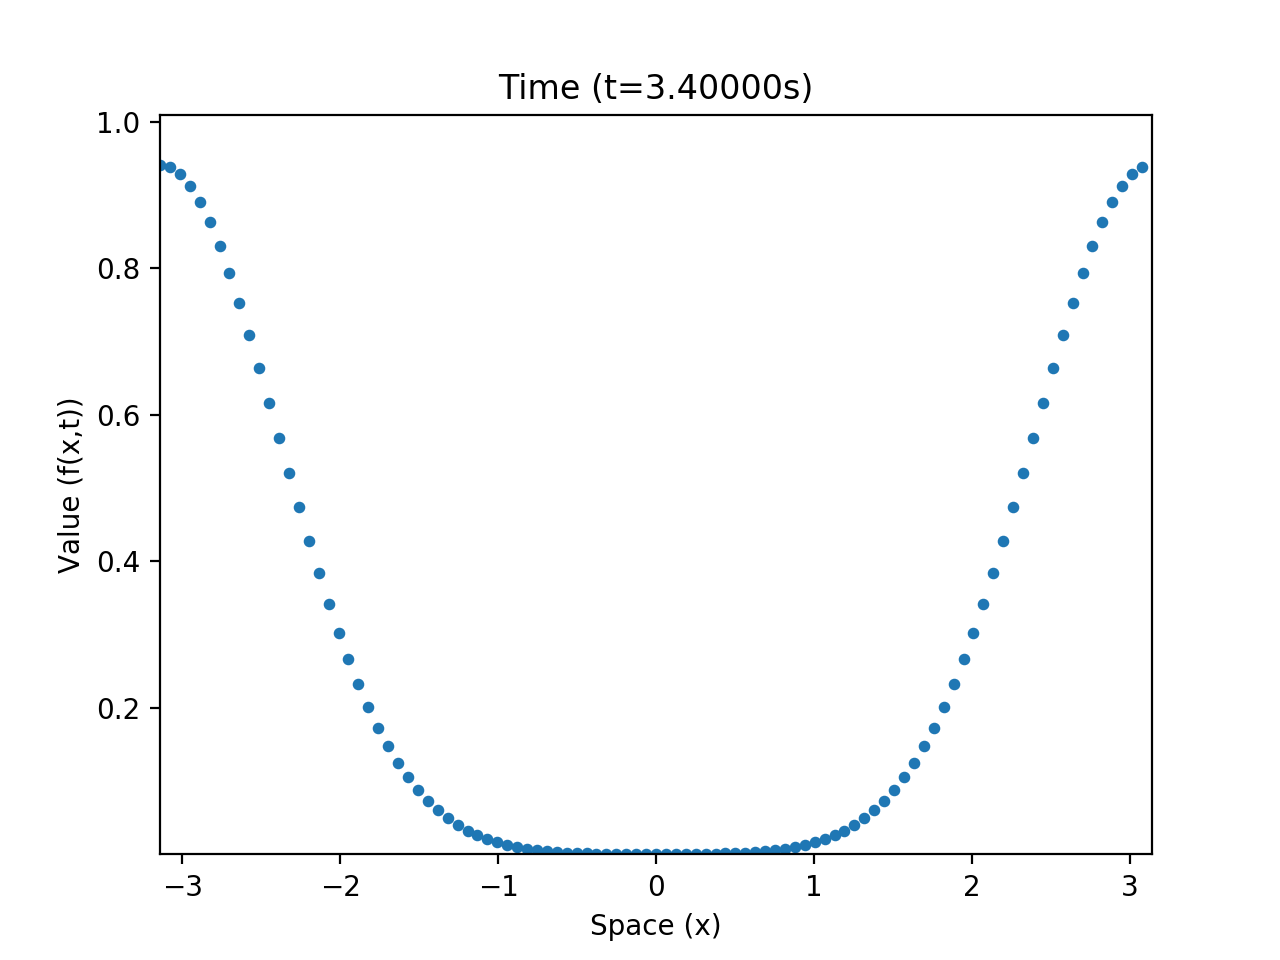 Time (t=3.40000s)
1.0
0.8
0.6
0.4
0.2
Value (f(x,t))
−3 −2 −1 0 1 2 3
Space (x)